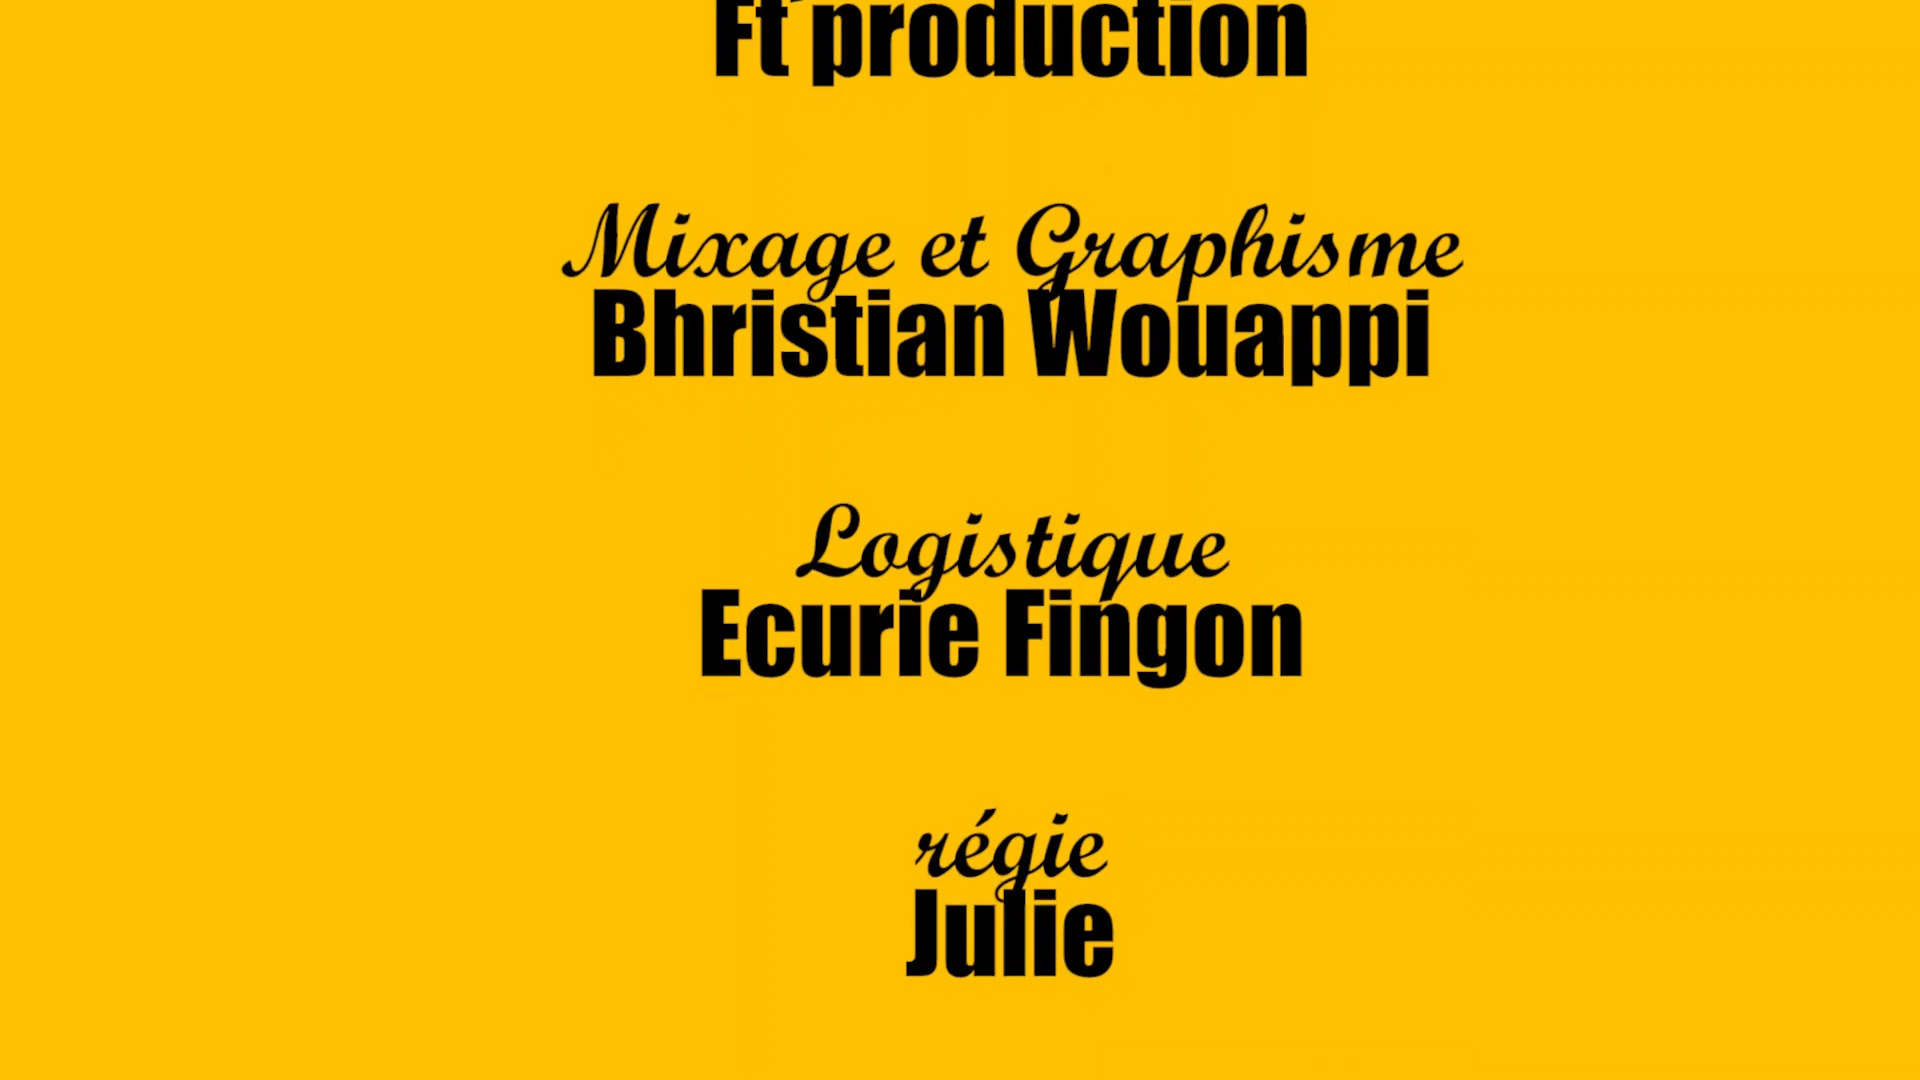 Ft production
Mixage et Graphisme
Bhristian Wouappi
Logistique
Ecurie Fingon
régie
Julie